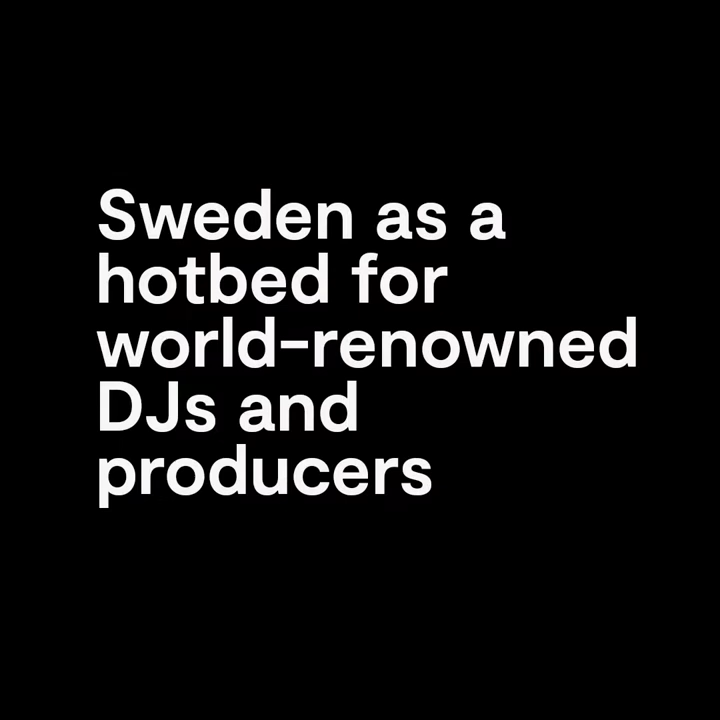 Sweden as a
hotbed for
world-renowned
DJs and
producers